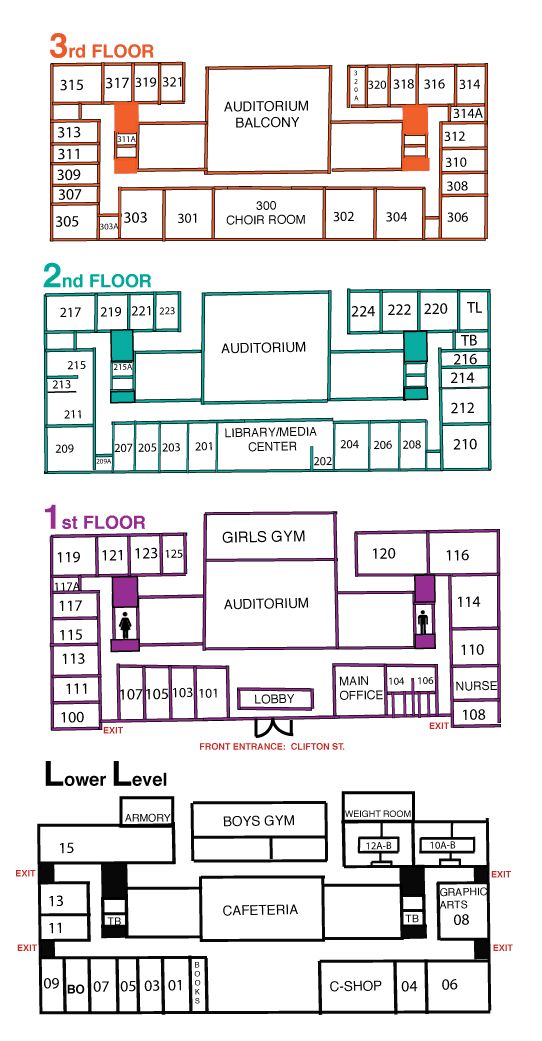 3rd FLOOR
315
317
319
321
AUDITORIUM
BALCONY
320A
320
318
316
314
314A
313
311A
312
311
310
309
308
307
305
303A
303
301
300
CHOIR ROOM
302
304
306
2nd FLOOR
217
219
221
223
AUDITORIUM
224
222
220
TL
TB
215
215A
216
213
214
211
212
209
209A
207
205
203
201
LIBRARY/MEDIA
CENTER
202
204
206
208
210
1st FLOOR
GIRLS GYM
119
121
123
125
120
116
117A
117
AUDITORIUM
114
115
113
110
111
107
105
103
101
LOBBY
MAIN
OFFICE
104
106
NURSE
100
108
EXIT
EXIT
FRONT ENTRANCE: CLIFTON ST.
Lower Level
ARMORY
BOYS GYM
WEIGHT ROOM
15
12A-B
10A-B
EXIT
EXIT
13
GRAPHIC
ARTS
08
11
TB
CAFETERIA
TB
EXIT
EXIT
09
BO
07
05
03
01
BOOKS
C-SHOP
04
06